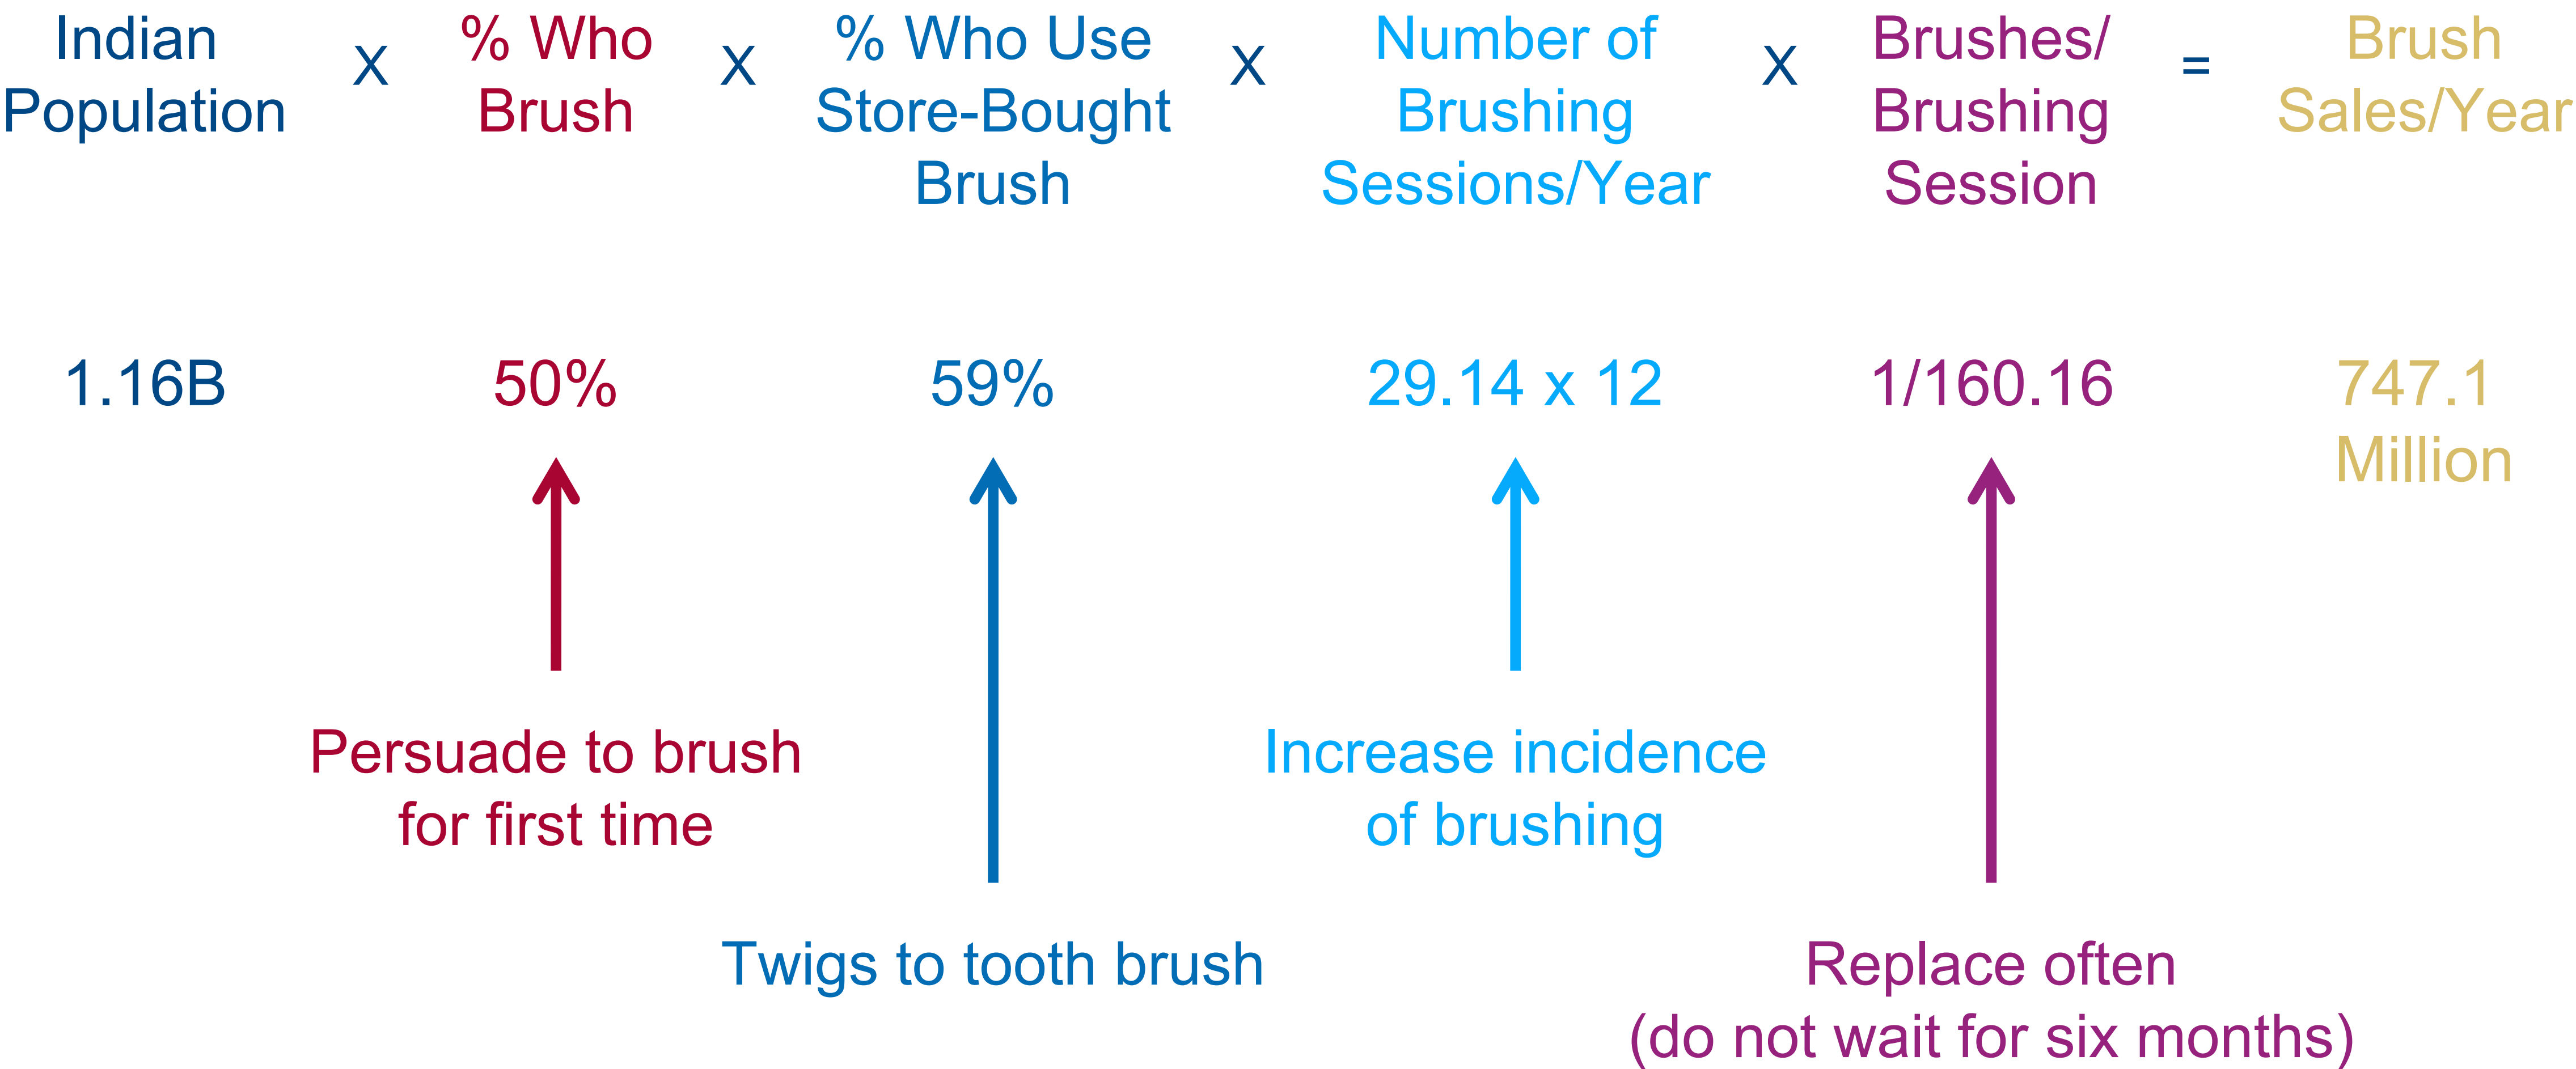 Indian
Population
X
% Who
Brush
X
% Who Use
Store-Bought
Brush
X
Number of
Brushing
Sessions/Year
X
Brushes/
Brushing
Session
=
Brush
Sales/Year
1.16B
50%
59%
29.14 x 12
1/160.16
747.1
Million
Persuade to brush
for first time
Increase incidence
of brushing
Twigs to tooth brush
Replace often
(do not wait for six months)